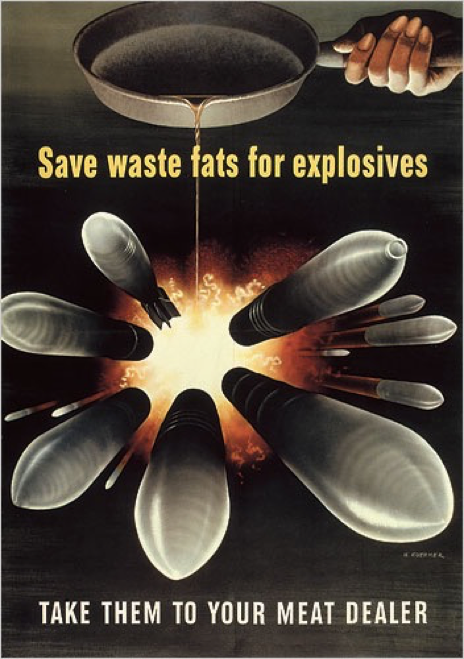 Save waste fats for explosives
TAKE THEM TO YOUR MEAT DEALER